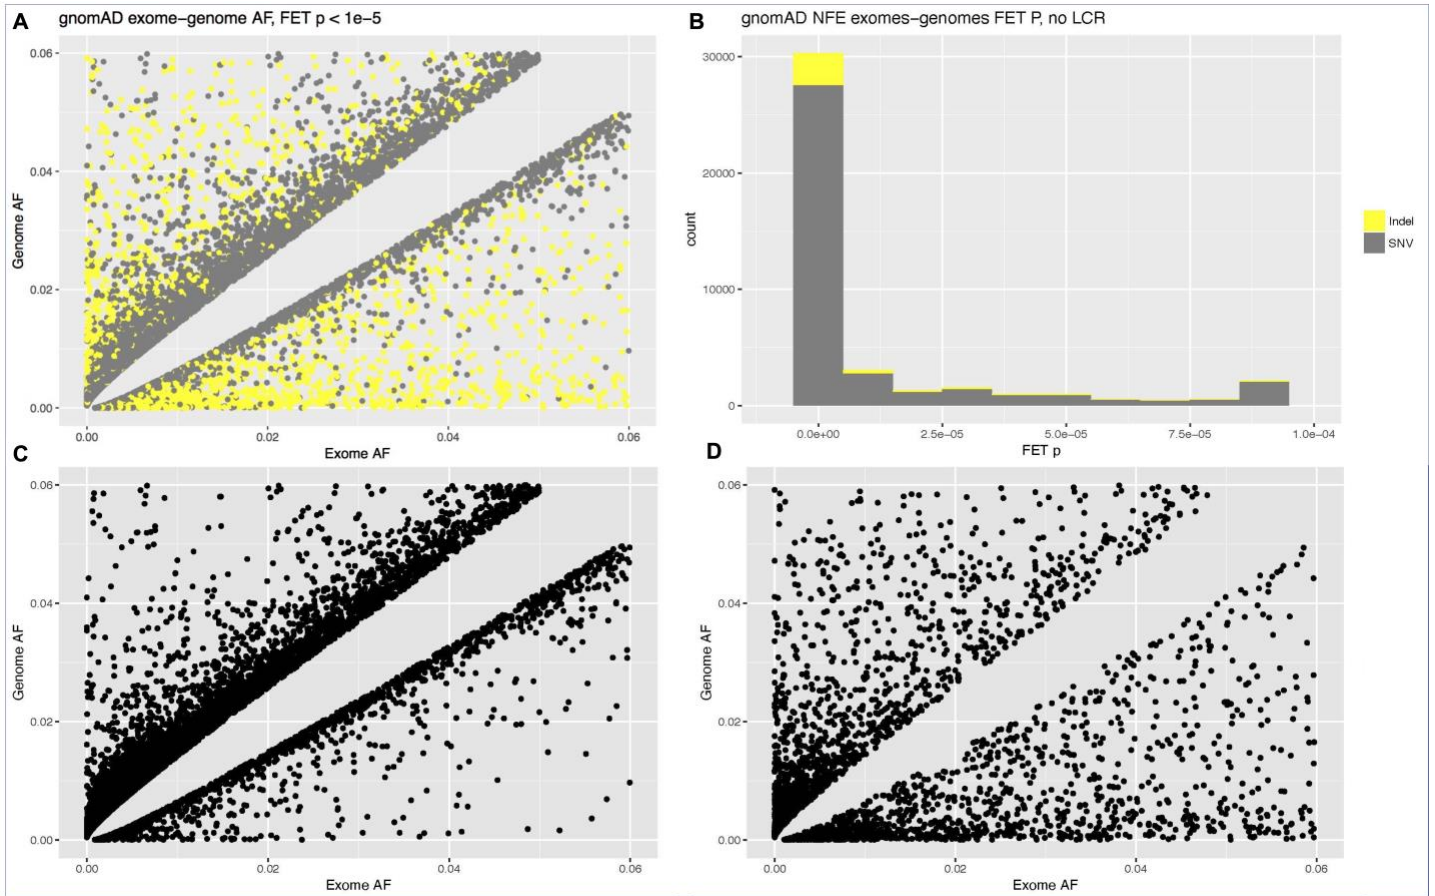 A
gnomAD exome−genome AF, FET p < 1e−5
0.06
0.04
0.02
0.00
Genome AF
0.00
0.02
0.04
0.06
Exome AF
B
gnomAD NFE exomes−genomes FET P, no LCR
30000
20000
10000
0
count
0.0e+00
2.5e−05
5.0e−05
7.5e−05
1.0e−04
FET p
Indel
SNV
C
0.06
0.04
0.02
0.00
Genome AF
0.00
0.02
0.04
0.06
Exome AF
D
0.06
0.04
0.02
0.00
Genome AF
0.00
0.02
0.04
0.06
Exome AF